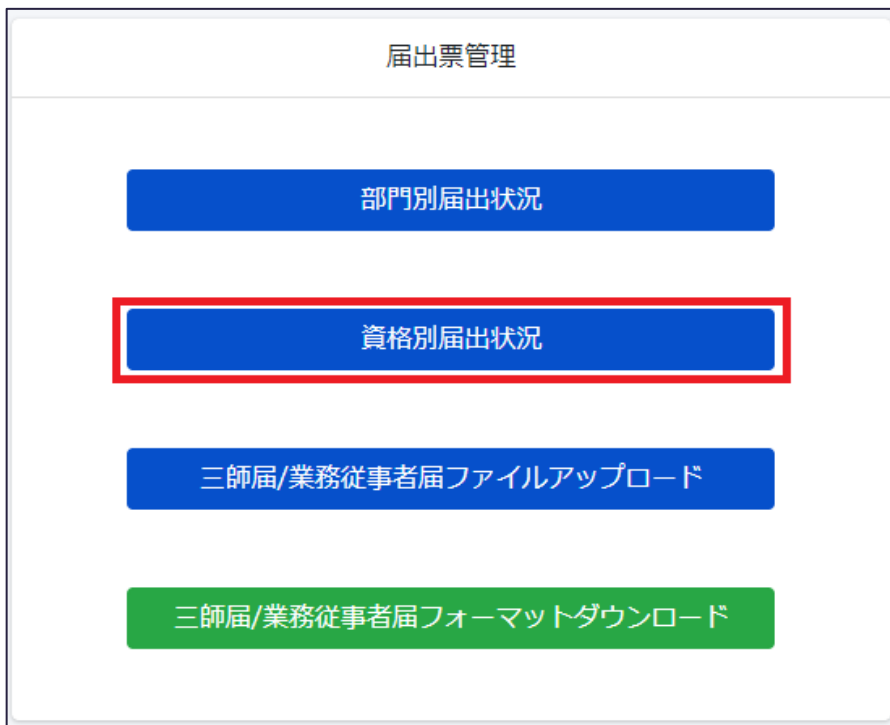 届出票管理
部門別届出状況
資格別届出状況
三師届/業務従事者届ファイルアップロード
三師届/業務従事者届フォーマットダウンロード